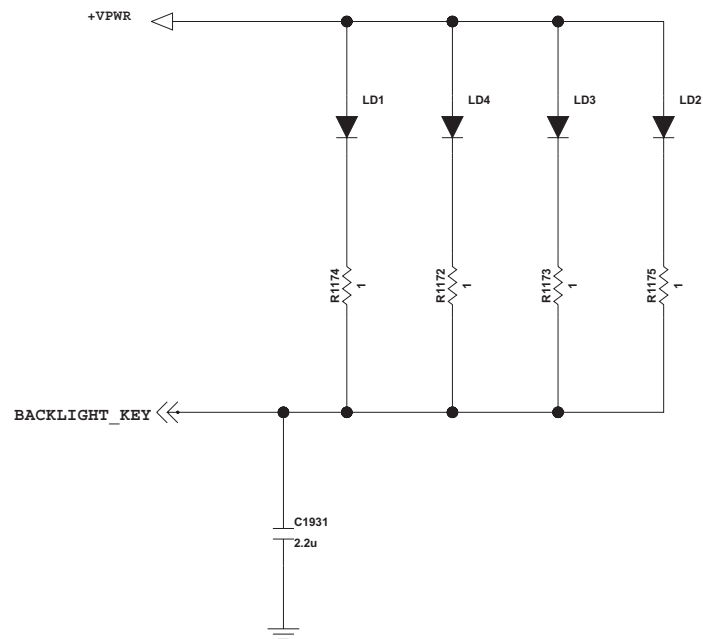 +VPWR
LD1
LD4
LD3
LD2
R1174
1
R1172
1
R1173
1
R1175
1
BACKLIGHT_KEY
C1931
2.2u